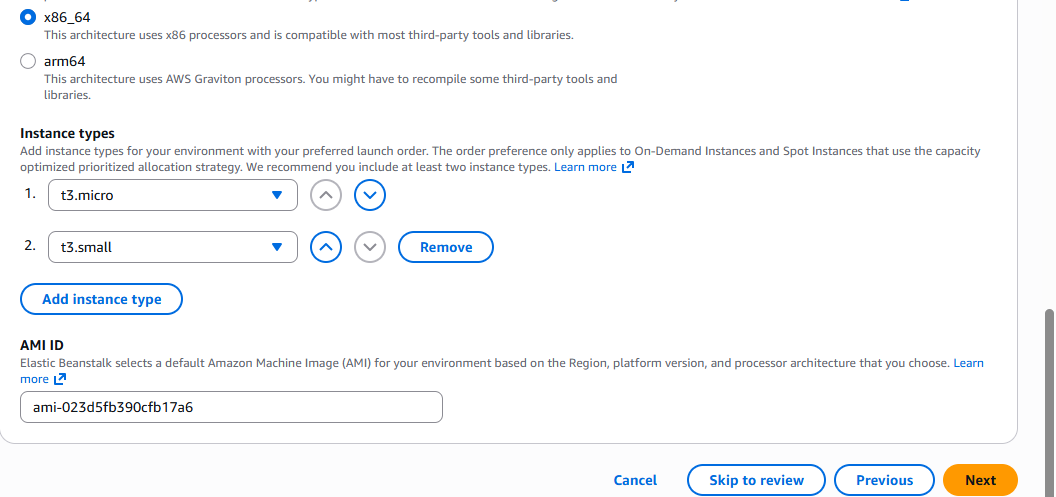 x86_64
This architecture uses x86 processors and is compatible with most third-party tools and libraries.
arm64
This architecture uses AWS Graviton processors. You might have to recompile some third-party tools and
libraries.
Instance types
Add instance types for your environment with your preferred launch order. The order preference only applies to On-Demand Instances and Spot Instances that use the capacity
optimized prioritized allocation strategy. We recommend you include at least two instance types. Learn more
1. t3.micro
2. t3.small Remove
Add instance type
AMI ID
Elastic Beanstalk selects a default Amazon Machine Image (AMI) for your environment based on the Region, platform version, and processor architecture that you choose. Learn
more
ami-023d5fb390cfb17a6
Cancel Skip to review Previous Next